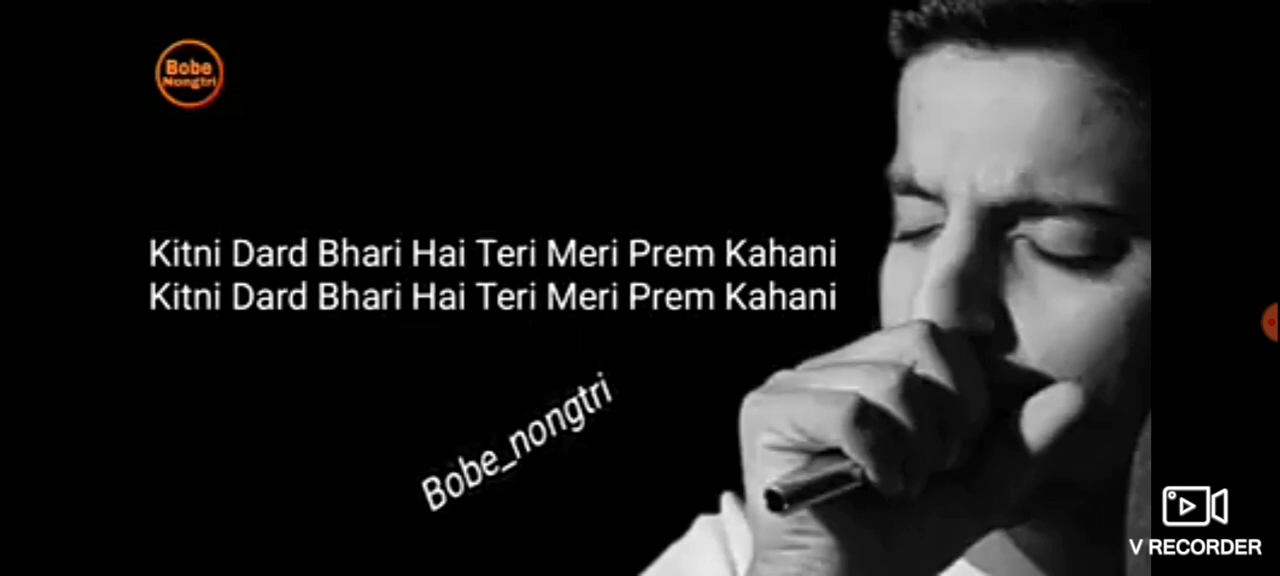 Bobe
Nongtri
Kitni Dard Bhari Hai Teri Meri Prem Kahani
Kitni Dard Bhari Hai Teri Meri Prem Kahani
Bobe_nongtri
V RECORDER